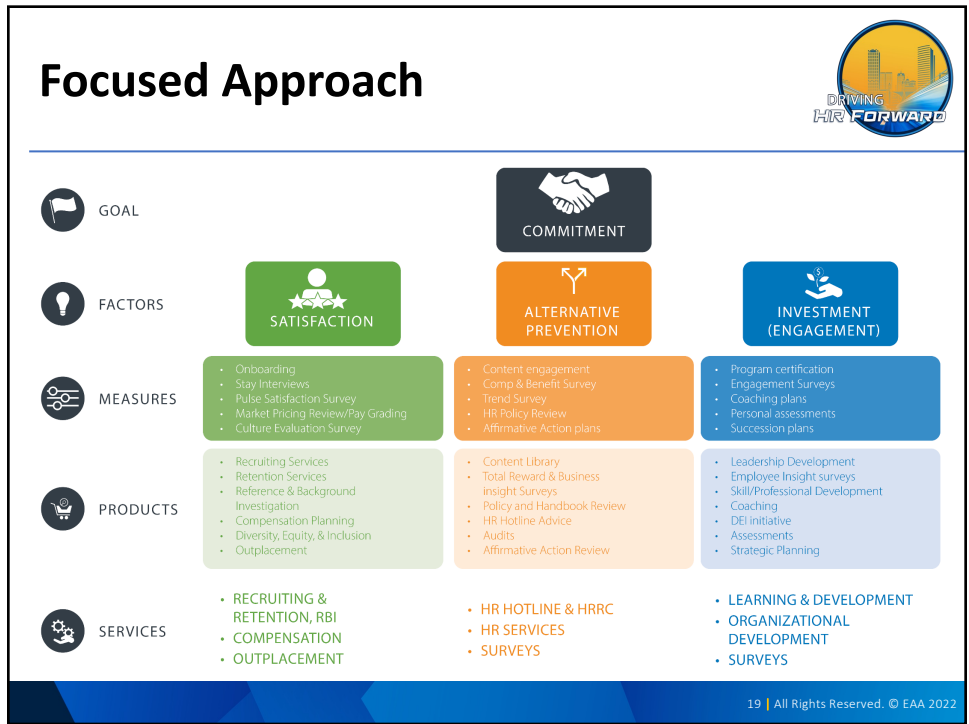 Focused Approach
DRIVING
HR FORWARD
GOAL
COMMITMENT
FACTORS
SATISFACTION
ALTERNATIVE
PREVENTION
INVESTMENT
(ENGAGEMENT)
MEASURES
• Onboarding
• Stay Interviews
• Pulse Satisfaction Survey
• Market Pricing Review/Pay Grading
• Culture Evaluation Survey
• Content engagement
• Comp & Benefit Survey
• Trend Survey
• HR Policy Review
• Affirmative Action plans
• Program certification
• Engagement Surveys
• Coaching plans
• Personal assessments
• Succession plans
PRODUCTS
• Recruiting Services
• Retention Services
• Reference & Background
Investigation
• Compensation Planning
• Diversity, Equity, & Inclusion
• Outplacement
• Content Library
• Total Reward & Business
insight Surveys
• Policy and Handbook Review
• HR Hotline Advice
• Audits
• Affirmative Action Review
• Leadership Development
• Employee Insight surveys
• Skill/Professional Development
• Coaching
• DEI initiative
• Assessments
• Strategic Planning
SERVICES
• RECRUITING &
RETENTION, RBI
• COMPENSATION
• OUTPLACEMENT
• HR HOTLINE & HRRC
• HR SERVICES
• SURVEYS
• LEARNING & DEVELOPMENT
• ORGANIZATIONAL
DEVELOPMENT
• SURVEYS
19 | All Rights Reserved. © EAA 2022